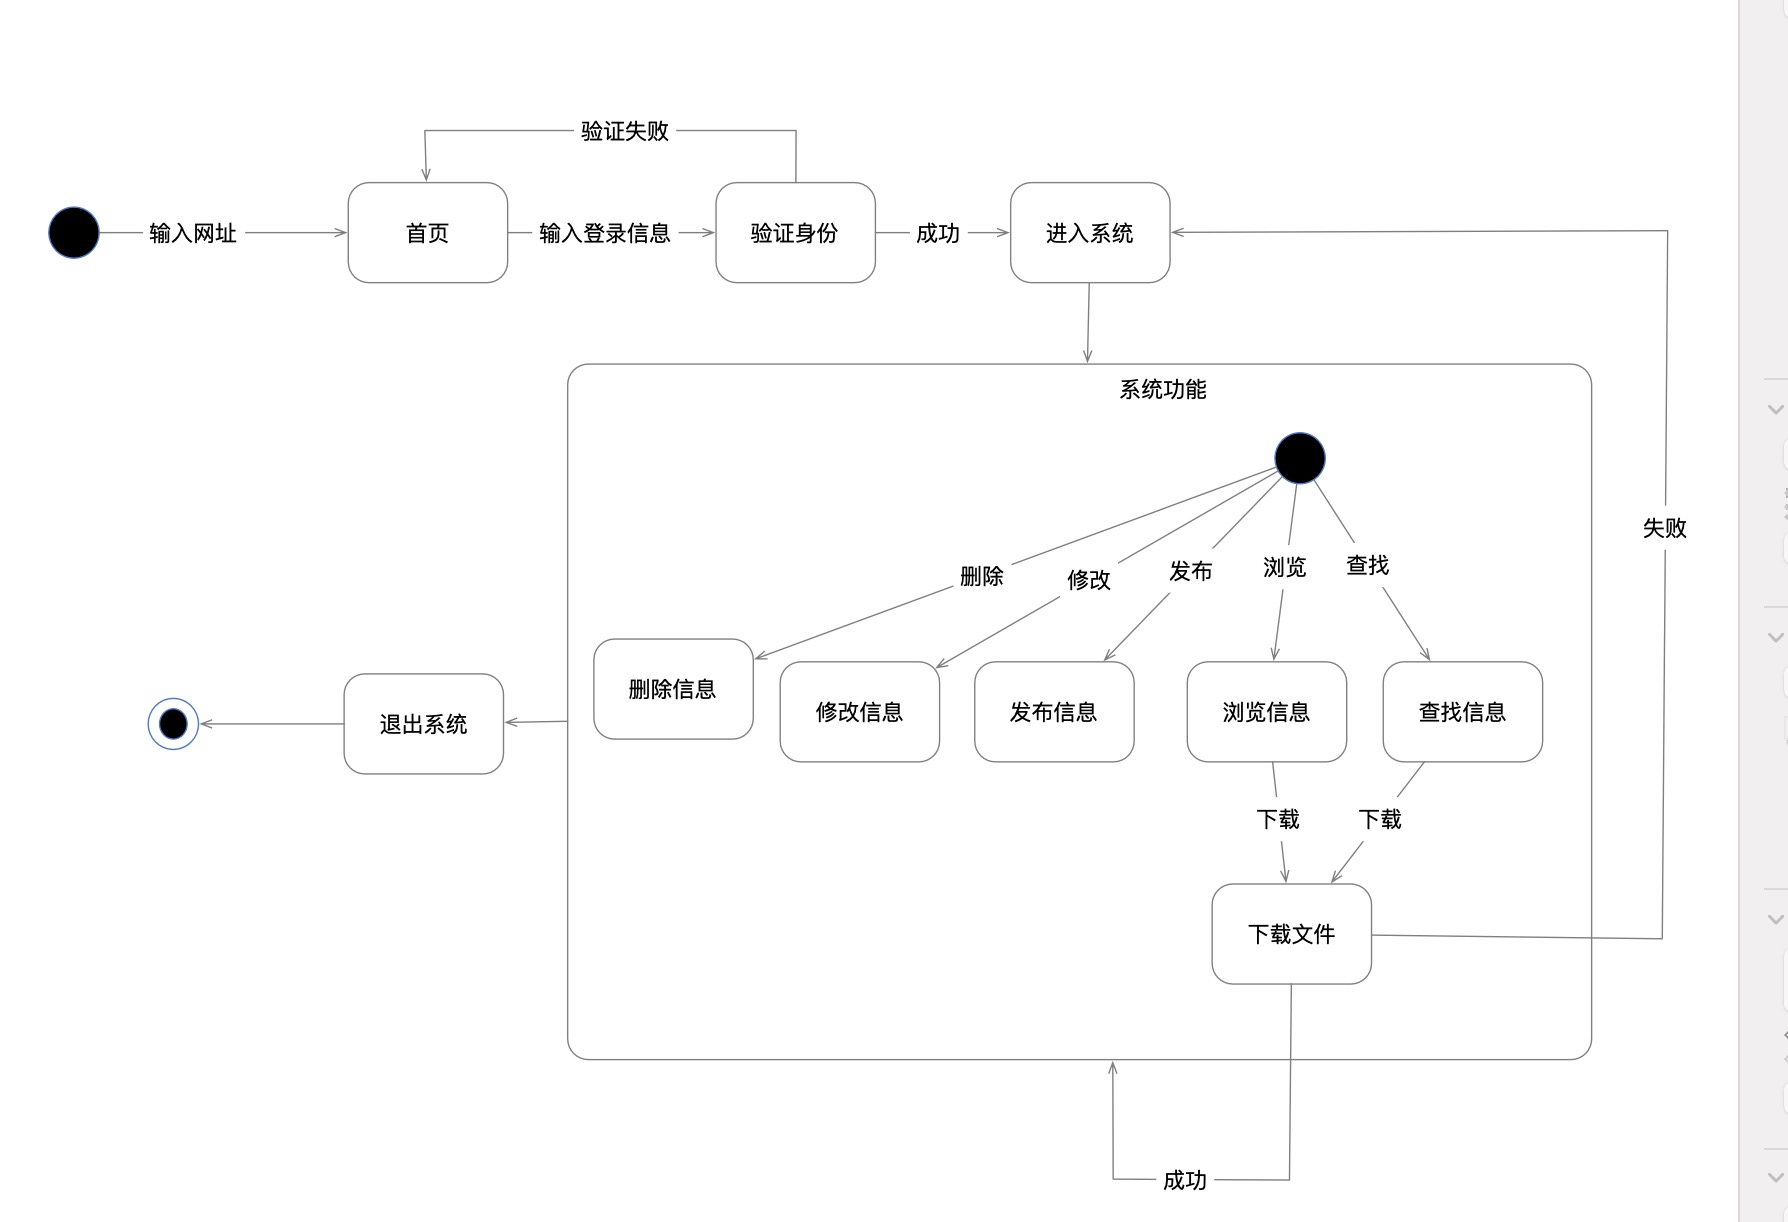 验证失败
输入网址
首页
输入登录信息
验证身份
成功
进入系统
系统功能
失败
删除
修改
发布
浏览
查找
删除信息
修改信息
发布信息
浏览信息
查找信息
退出系统
下载
下载
下载文件
成功